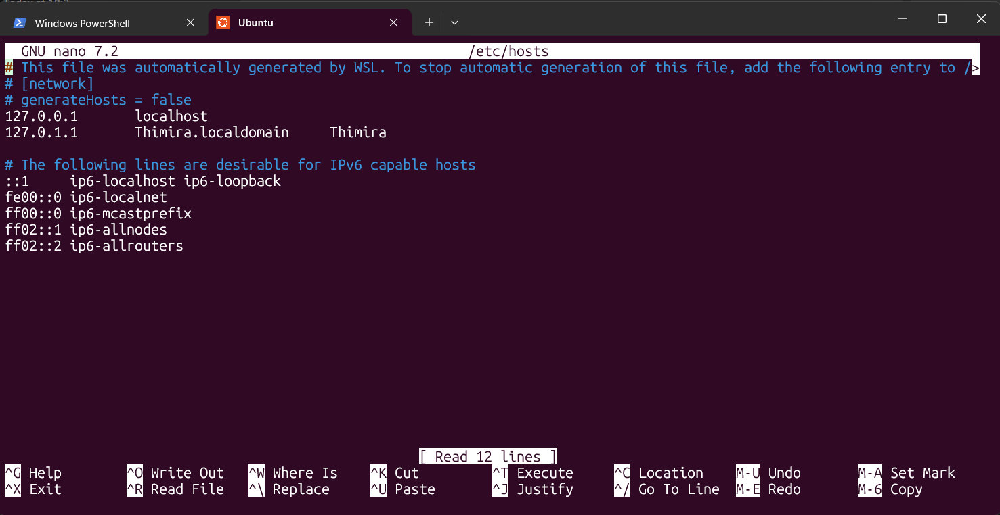 Windows PowerShell
Ubuntu
GNU nano 7.2 /etc/hosts
# This file was automatically generated by WSL. To stop automatic generation of this file, add the following entry to />
# [network]
# generateHosts = false
127.0.0.1 localhost
127.0.1.1 Thimira.localdomain Thimira
# The following lines are desirable for IPv6 capable hosts
::1 ip6-localhost ip6-loopback
fe00::0 ip6-localnet
ff00::0 ip6-mcastprefix
ff02::1 ip6-allnodes
ff02::2 ip6-allrouters
[ Read 12 lines ]
^G Help ^O Write Out ^W Where Is ^K Cut ^T Execute ^C Location M-U Undo M-A Set Mark
^X Exit ^R Read File ^\ Replace ^U Paste ^J Justify ^/ Go To Line M-E Redo M-6 Copy